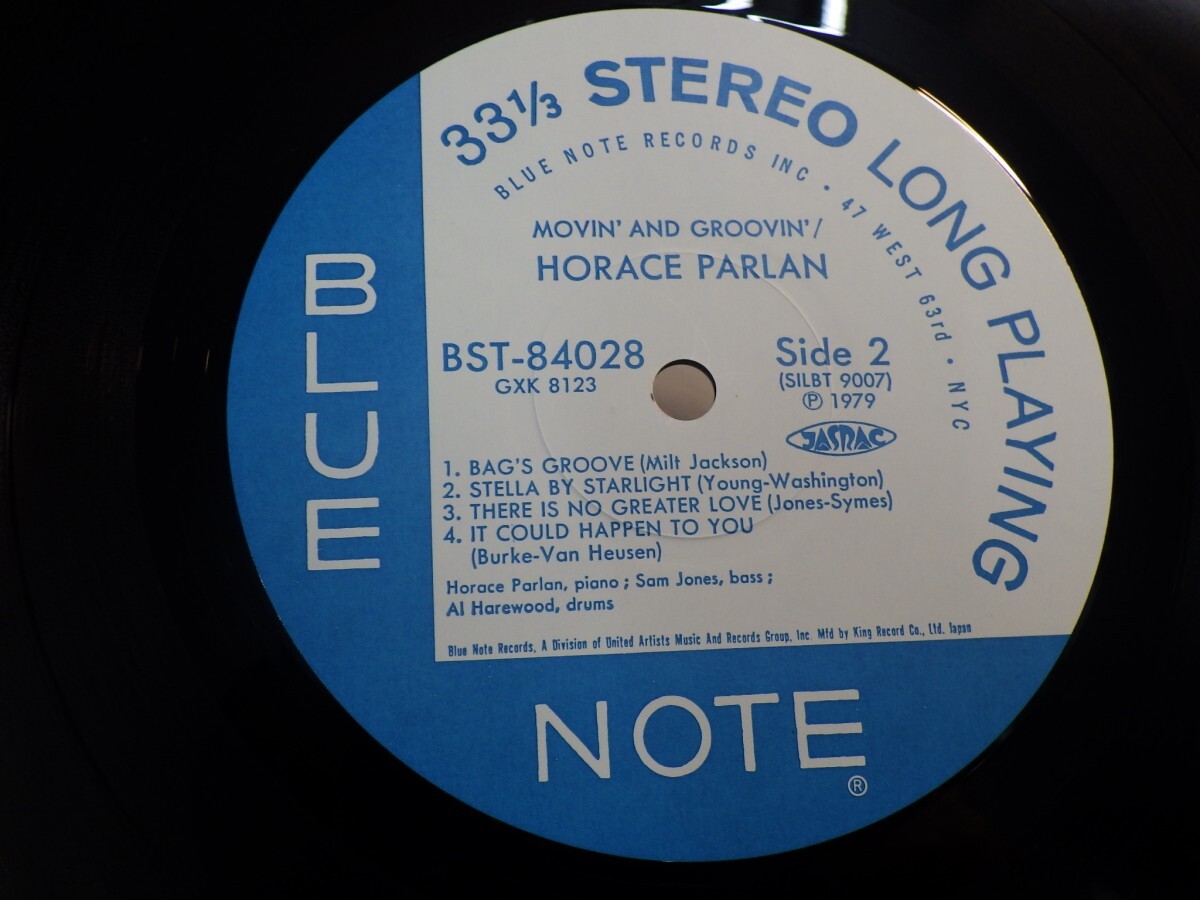 33 1/3 STEREO LONG PLAYING
BLUE NOTE RECORDS INC · 47 WEST 63rd · NYC
MOVIN' AND GROOVIN'/
HORACE PARLAN
BST-84028
GXK 8123
Side 2
(SILBT 9007)
℗ 1979
JASRAC
1. BAG'S GROOVE (Milt Jackson)
2. STELLA BY STARLIGHT (Young-Washington)
3. THERE IS NO GREATER LOVE (Jones-Symes)
4. IT COULD HAPPEN TO YOU
(Burke-Van Heusen)
Horace Parlan, piano ; Sam Jones, bass ;
Al Harewood, drums
Blue Note Records, A Division of United Artists Music And Records Group, Inc. Mfd by King Record Co., Ltd. Japan
BLUE
NOTE
®